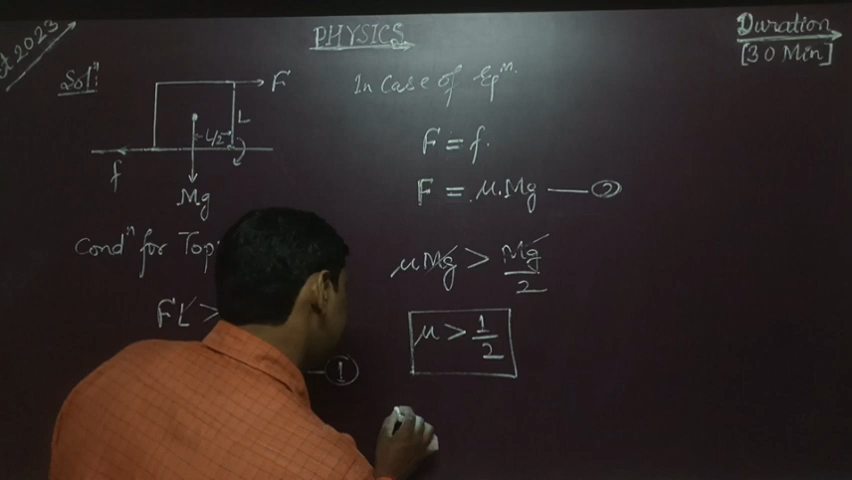 PHYSICS
Duration
[30 Min]
2023
Solⁿ:
F
L
L/2
f
Mg
In Case of Eqᵐ.
F = f.
F = μ.Mg — ②
Condⁿ for Top
μMg > Mg/2
FL >
①
μ > 1/2